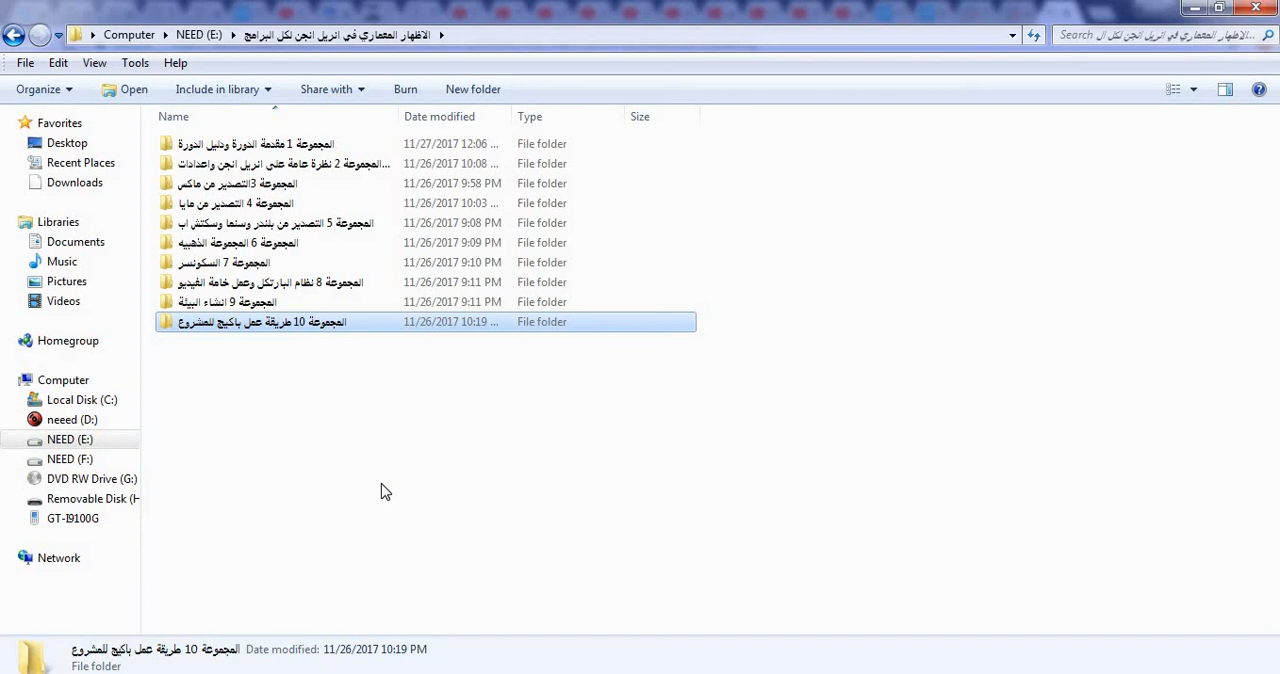 Computer NEED (E:) الاظهار المعماري في انريل انجن لكل البرامج
Search الاظهار المعماري في انريل انجن لكل ال...
File Edit View Tools Help
Organize Open Include in library Share with Burn New folder
Name Date modified Type Size
المجموعة 1 مقدمة الدورة ودليل الدورة 11/27/2017 12:06 ... File folder
المجموعة 2 نظرة عامة على انريل انجن واعدادات... 11/26/2017 10:08 ... File folder
المجموعة 3التصدير من ماكس 11/26/2017 9:58 PM File folder
المجموعة 4 التصدير من مايا 11/26/2017 10:03 ... File folder
المجموعة 5 التصدير من بلندر وسنما وسكتش اب 11/26/2017 9:08 PM File folder
المجموعة 6 المجموعة الذهبيه 11/26/2017 9:09 PM File folder
المجموعة 7 السكونسر 11/26/2017 9:10 PM File folder
المجموعة 8 نظام البارتكل وعمل خامة الفيديو 11/26/2017 9:11 PM File folder
المجموعة 9 انشاء البيئة 11/26/2017 9:11 PM File folder
المجموعة 10 طريقة عمل باكيج للمشروع 11/26/2017 10:19 ... File folder
Favorites
Desktop
Recent Places
Downloads
Libraries
Documents
Music
Pictures
Videos
Homegroup
Computer
Local Disk (C:)
neeed (D:)
NEED (E:)
NEED (F:)
DVD RW Drive (G:)
Removable Disk (H
GT-I9100G
Network
المجموعة 10 طريقة عمل باكيج للمشروع Date modified: 11/26/2017 10:19 PM
File folder